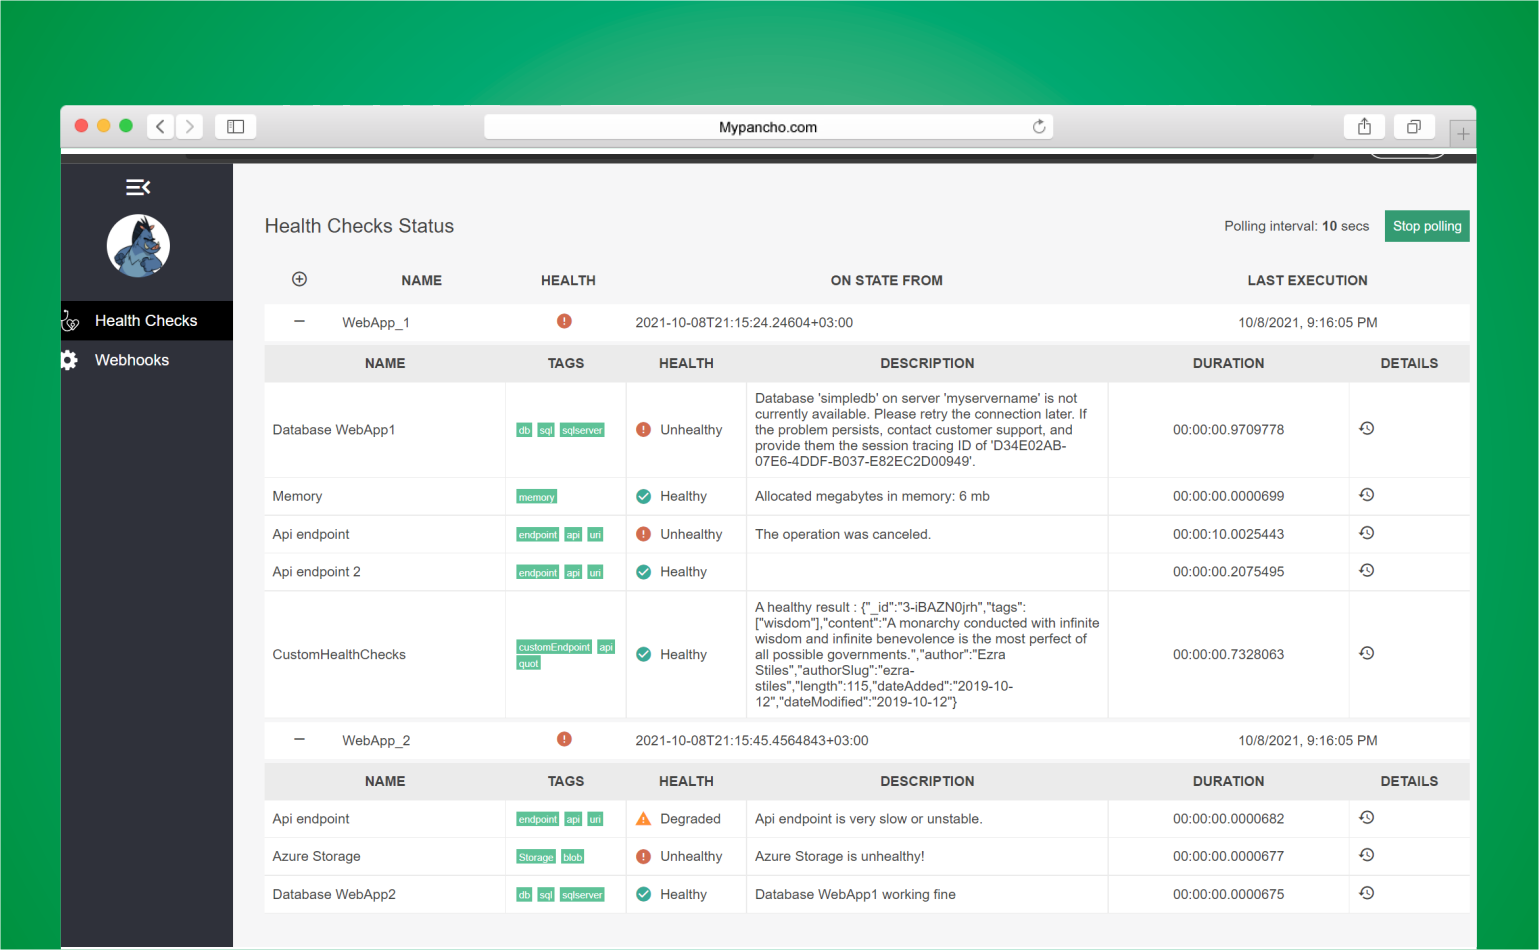 Mypancho.com
Health Checks Status
Polling interval: 10 secs
Stop polling
Health Checks
Webhooks
NAME HEALTH ON STATE FROM LAST EXECUTION
WebApp_1 2021-10-08T21:15:24.24604+03:00 10/8/2021, 9:16:05 PM
NAME TAGS HEALTH DESCRIPTION DURATION DETAILS
Database WebApp1 db sql sqlserver Unhealthy
Database 'simpledb' on server 'myservername' is not
currently available. Please retry the connection later. If
the problem persists, contact customer support, and
provide them the session tracing ID of 'D34E02AB-
07E6-4DDF-B037-E82EC2D00949'.
00:00:00.9709778
Memory memory Healthy Allocated megabytes in memory: 6 mb 00:00:00.0000699
Api endpoint endpoint api uri Unhealthy The operation was canceled. 00:00:10.0025443
Api endpoint 2 endpoint api uri Healthy 00:00:00.2075495
CustomHealthChecks
customEndpoint api
quot
Healthy
A healthy result : {"_id":"3-iBAZN0jrh","tags":
["wisdom"],"content":"A monarchy conducted with infinite
wisdom and infinite benevolence is the most perfect of
all possible governments.","author":"Ezra
Stiles","authorSlug":"ezra-
stiles","length":115,"dateAdded":"2019-10-
12","dateModified":"2019-10-12"}
00:00:00.7328063
WebApp_2 2021-10-08T21:15:45.4564843+03:00 10/8/2021, 9:16:05 PM
NAME TAGS HEALTH DESCRIPTION DURATION DETAILS
Api endpoint endpoint api uri Degraded Api endpoint is very slow or unstable. 00:00:00.0000682
Azure Storage Storage blob Unhealthy Azure Storage is unhealthy! 00:00:00.0000677
Database WebApp2 db sql sqlserver Healthy Database WebApp1 working fine 00:00:00.0000675